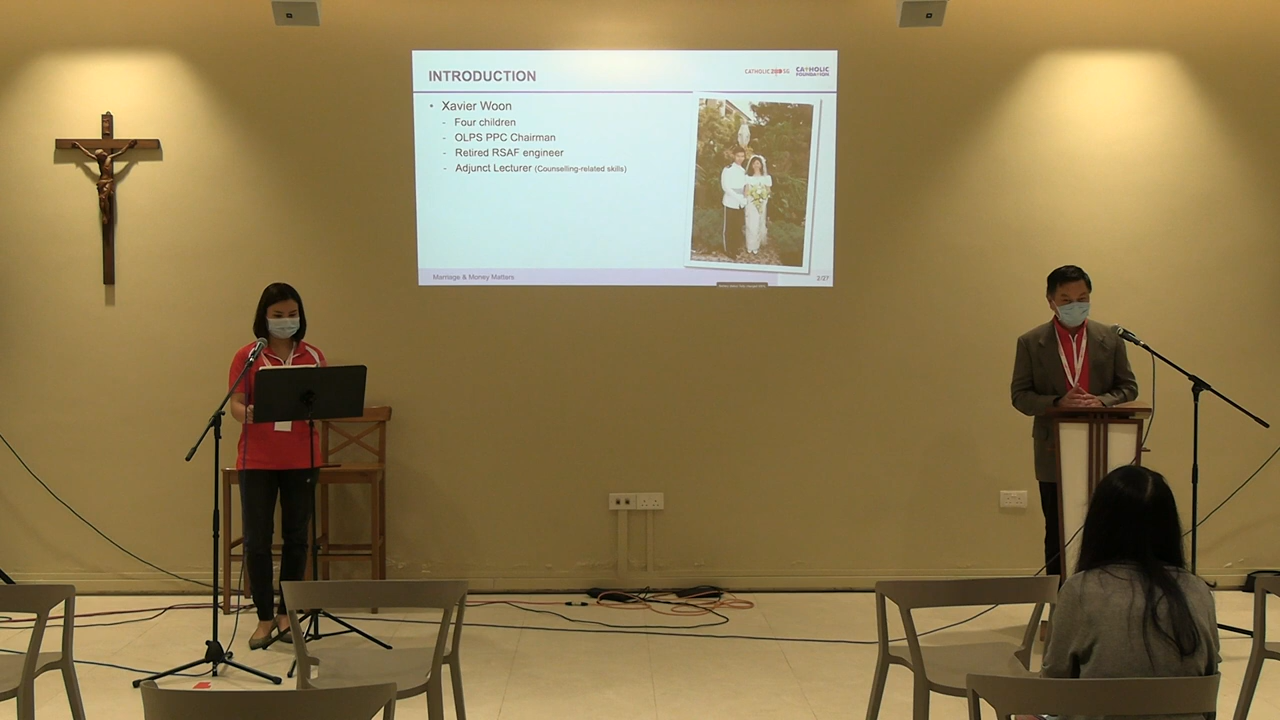 INTRODUCTION
CATHOLIC 200 SG
CATHOLIC
FOUNDATION
• Xavier Woon
- Four children
- OLPS PPC Chairman
- Retired RSAF engineer
- Adjunct Lecturer (Counselling-related skills)
Marriage & Money Matters
2/27